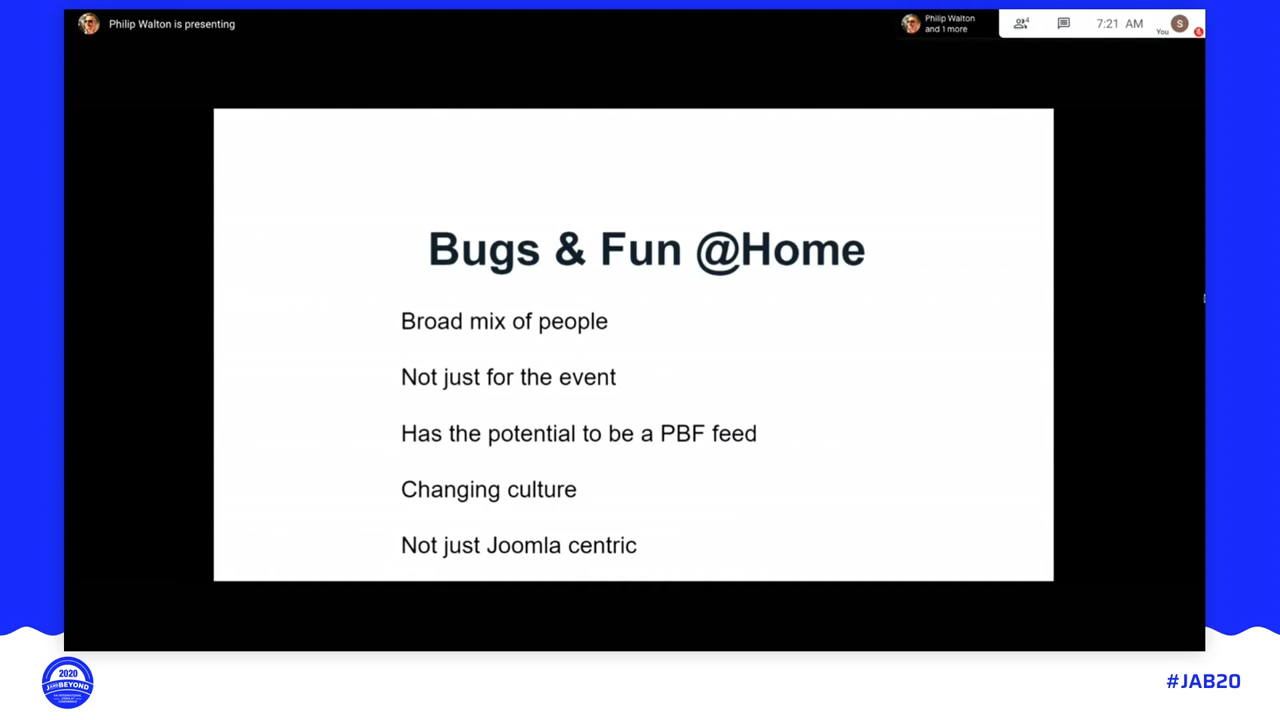 Philip Walton is presenting
Philip Walton
and 1 more
4
7:21 AM
You
S
Bugs & Fun @Home
Broad mix of people
Not just for the event
Has the potential to be a PBF feed
Changing culture
Not just Joomla centric
2020
J AND BEYOND
#JAB20